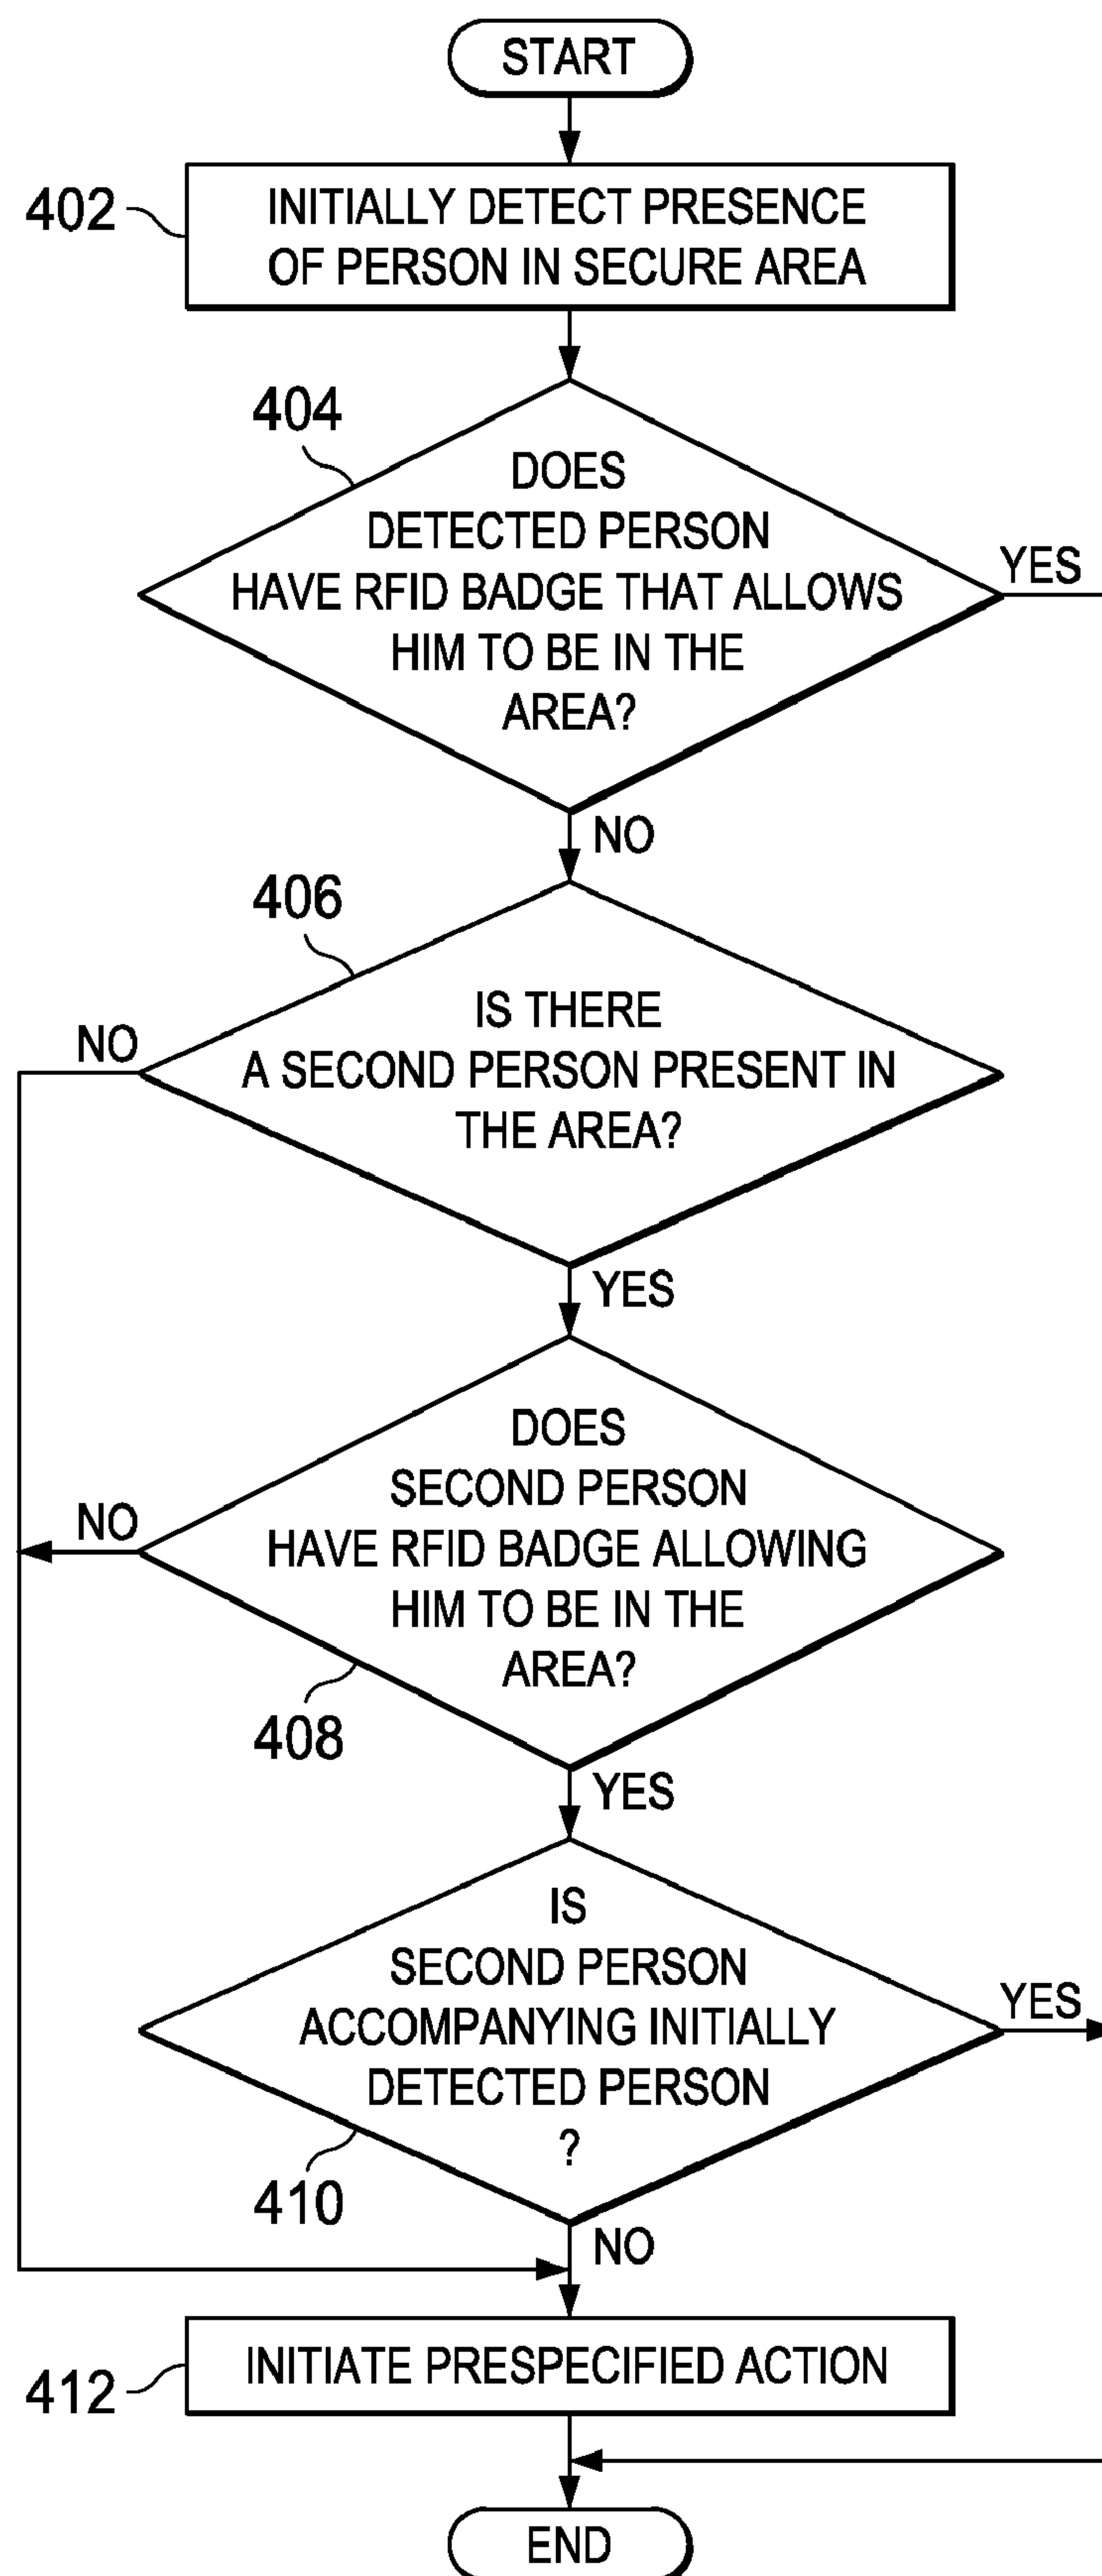 START
402
INITIALLY DETECT PRESENCE
OF PERSON IN SECURE AREA
404
DOES
DETECTED PERSON
HAVE RFID BADGE THAT ALLOWS
HIM TO BE IN THE
AREA?
YES
NO
406
IS THERE
A SECOND PERSON PRESENT IN
THE AREA?
NO
YES
DOES
SECOND PERSON
HAVE RFID BADGE ALLOWING
HIM TO BE IN THE
AREA?
NO
408
YES
IS
SECOND PERSON
ACCOMPANYING INITIALLY
DETECTED PERSON
?
YES
410
NO
INITIATE PRESPECIFIED ACTION
412
END